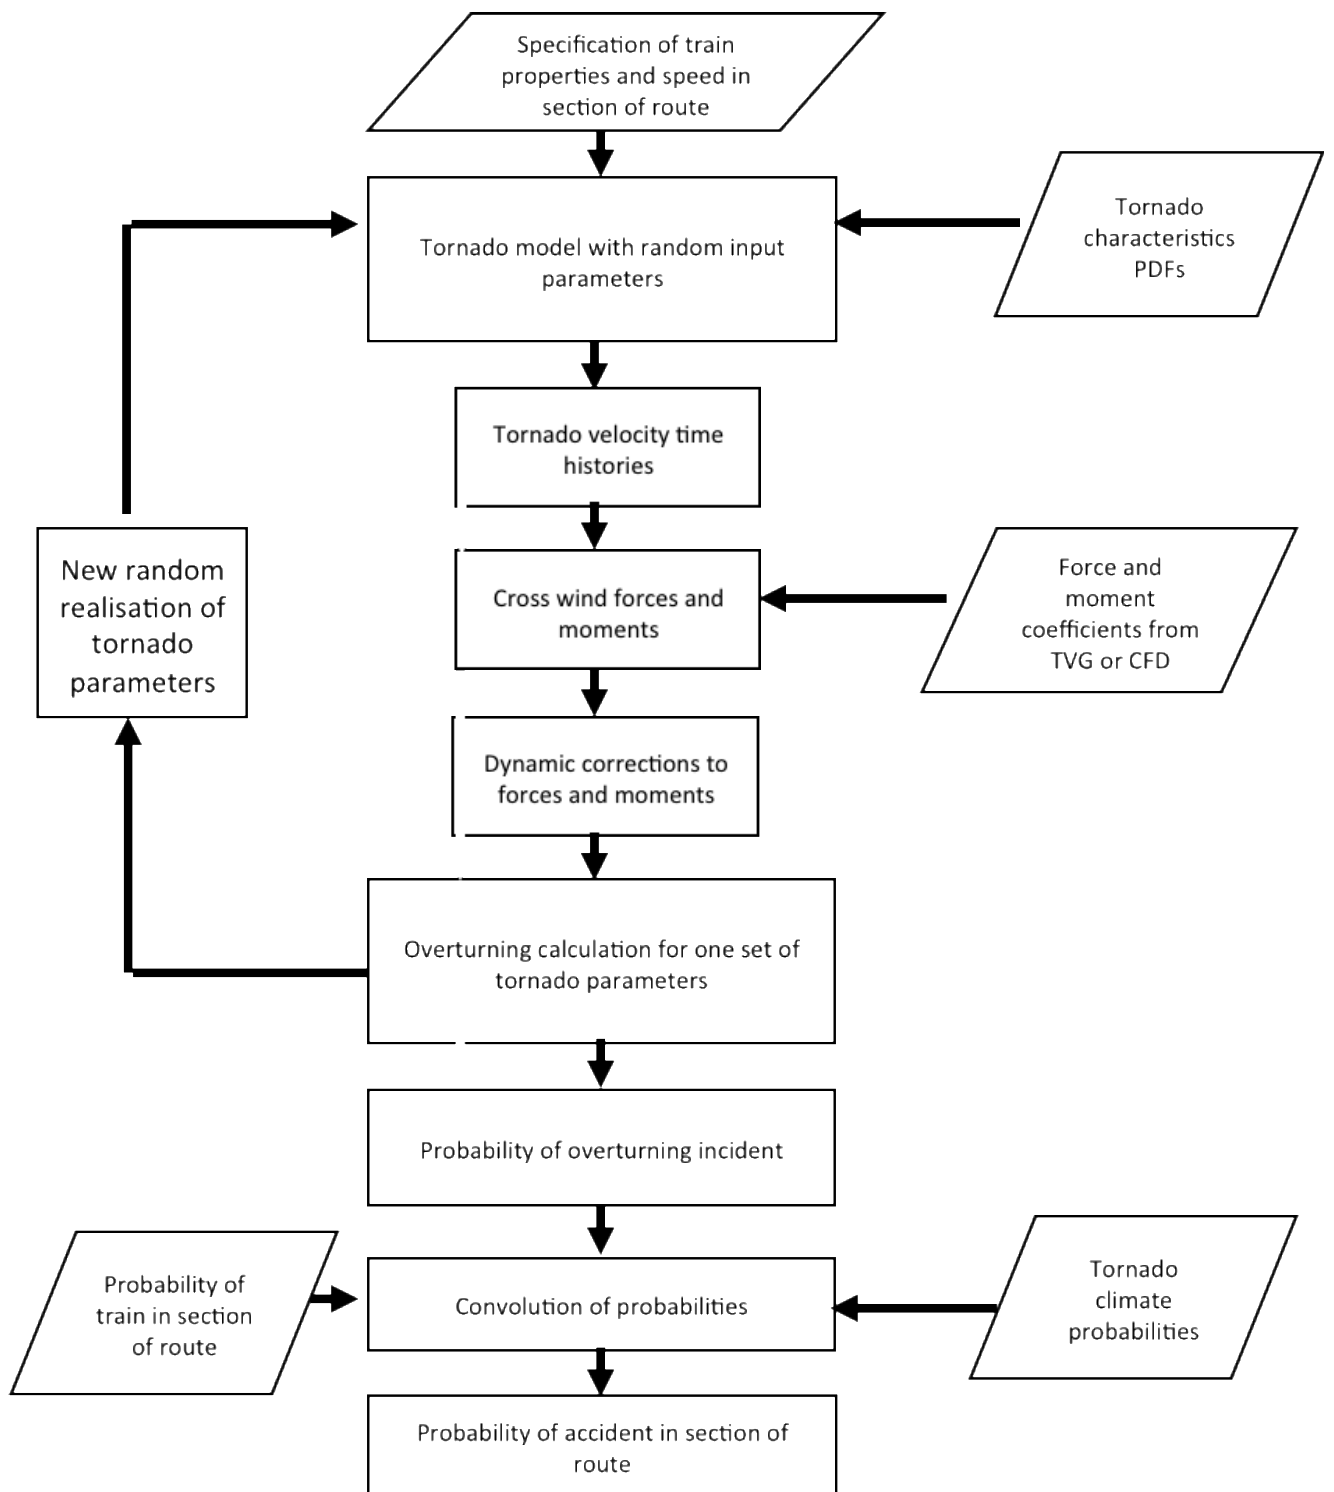 Specification of train
properties and speed in
section of route
Tornado model with random input
parameters
Tornado
characteristics
PDFs
Tornado velocity time
histories
New random
realisation of
tornado
parameters
Cross wind forces and
moments
Force and
moment
coefficients from
TVG or CFD
Dynamic corrections to
forces and moments
Overturning calculation for one set of
tornado parameters
Probability of overturning incident
Probability of
train in section
of route
Convolution of probabilities
Tornado
climate
probabilities
Probability of accident in section of
route